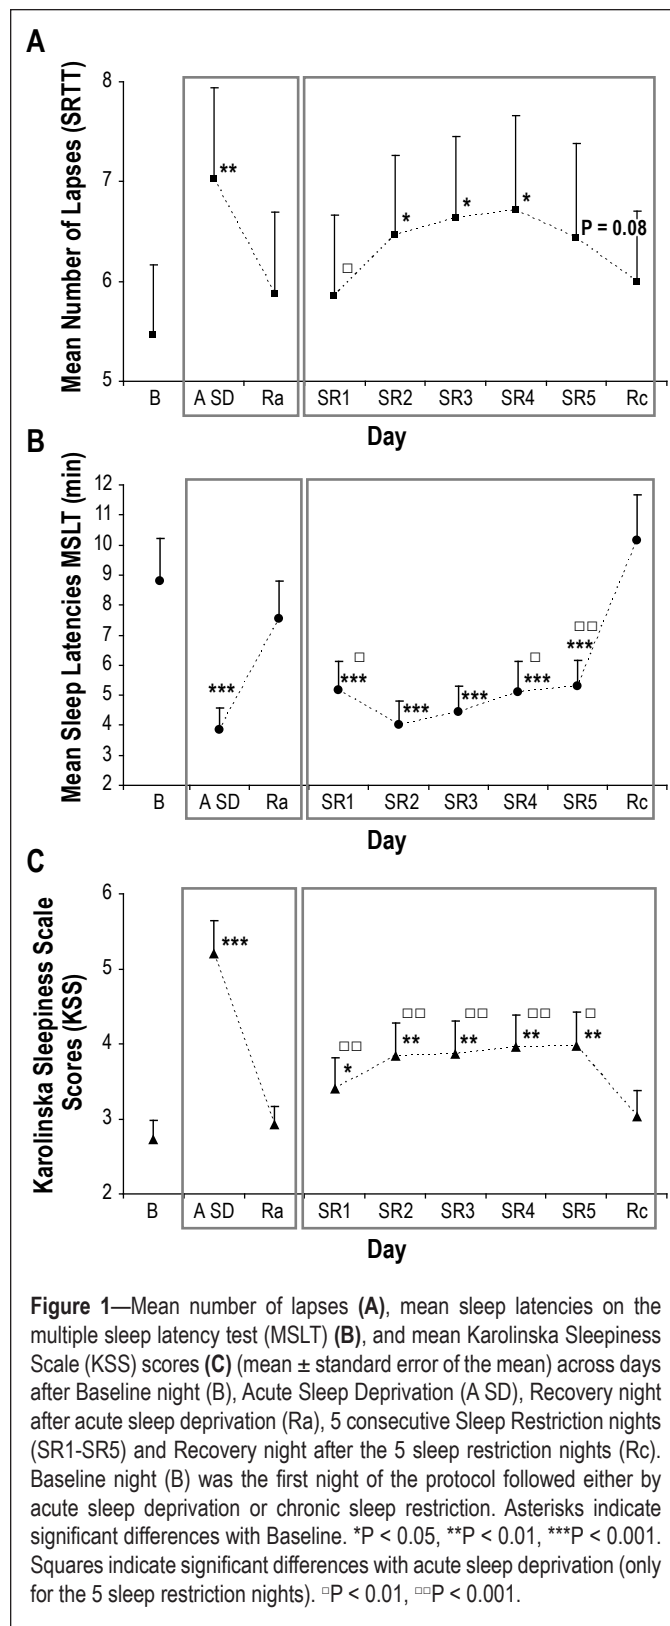 A
Mean Number of Lapses (SRTT)
8
7
6
5
**
□
*
*
*
P = 0.08
B A SD Ra SR1 SR2 SR3 SR4 SR5 Rc
Day
B
Mean Sleep Latencies MSLT (min)
12
11
10
9
8
7
6
5
4
3
2
***
□
***
***
***
□
***
□□
***
B A SD Ra SR1 SR2 SR3 SR4 SR5 Rc
Day
C
Karolinska Sleepiness Scale
Scores (KSS)
6
5
4
3
2
***
□□
*
□□
**
□□
**
□□
**
□
**
B A SD Ra SR1 SR2 SR3 SR4 SR5 Rc
Day
Figure 1—Mean number of lapses (A), mean sleep latencies on the
multiple sleep latency test (MSLT) (B), and mean Karolinska Sleepiness
Scale (KSS) scores (C) (mean ± standard error of the mean) across days
after Baseline night (B), Acute Sleep Deprivation (A SD), Recovery night
after acute sleep deprivation (Ra), 5 consecutive Sleep Restriction nights
(SR1-SR5) and Recovery night after the 5 sleep restriction nights (Rc).
Baseline night (B) was the first night of the protocol followed either by
acute sleep deprivation or chronic sleep restriction. Asterisks indicate
significant differences with Baseline. *P < 0.05, **P < 0.01, ***P < 0.001.
Squares indicate significant differences with acute sleep deprivation (only
for the 5 sleep restriction nights). □P < 0.01, □□P < 0.001.